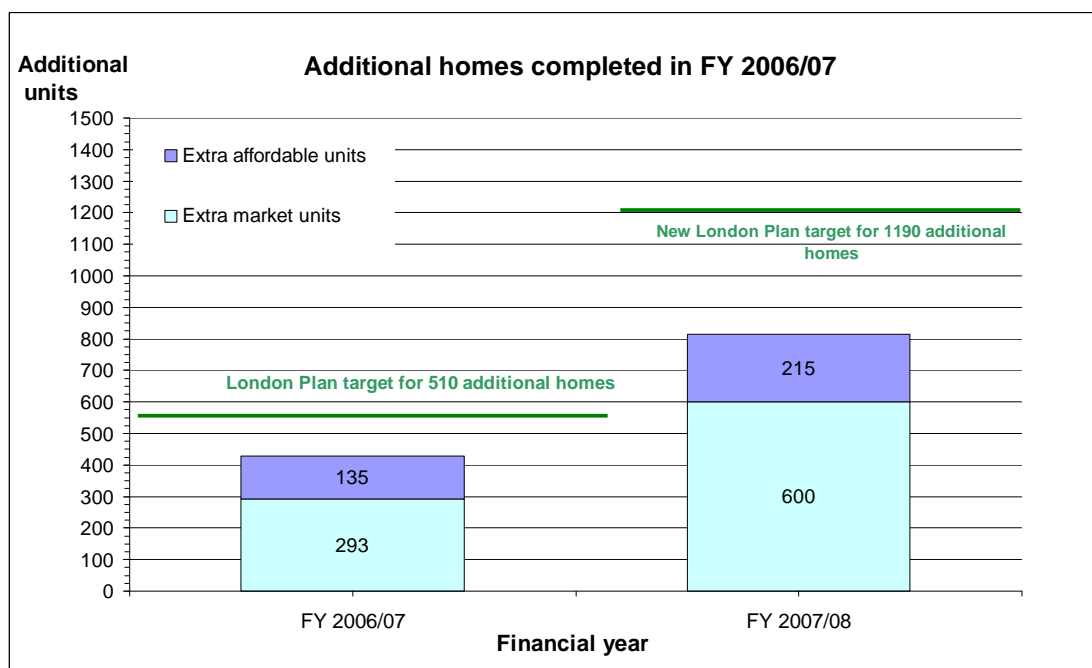 Additional
units
Additional homes completed in FY 2006/07
1500
1400
1300
1200
1100
1000
900
800
700
600
500
400
300
200
100
0
Extra affordable units
Extra market units
New London Plan target for 1190 additional
homes
London Plan target for 510 additional homes
135
293
215
600
FY 2006/07
FY 2007/08
Financial year